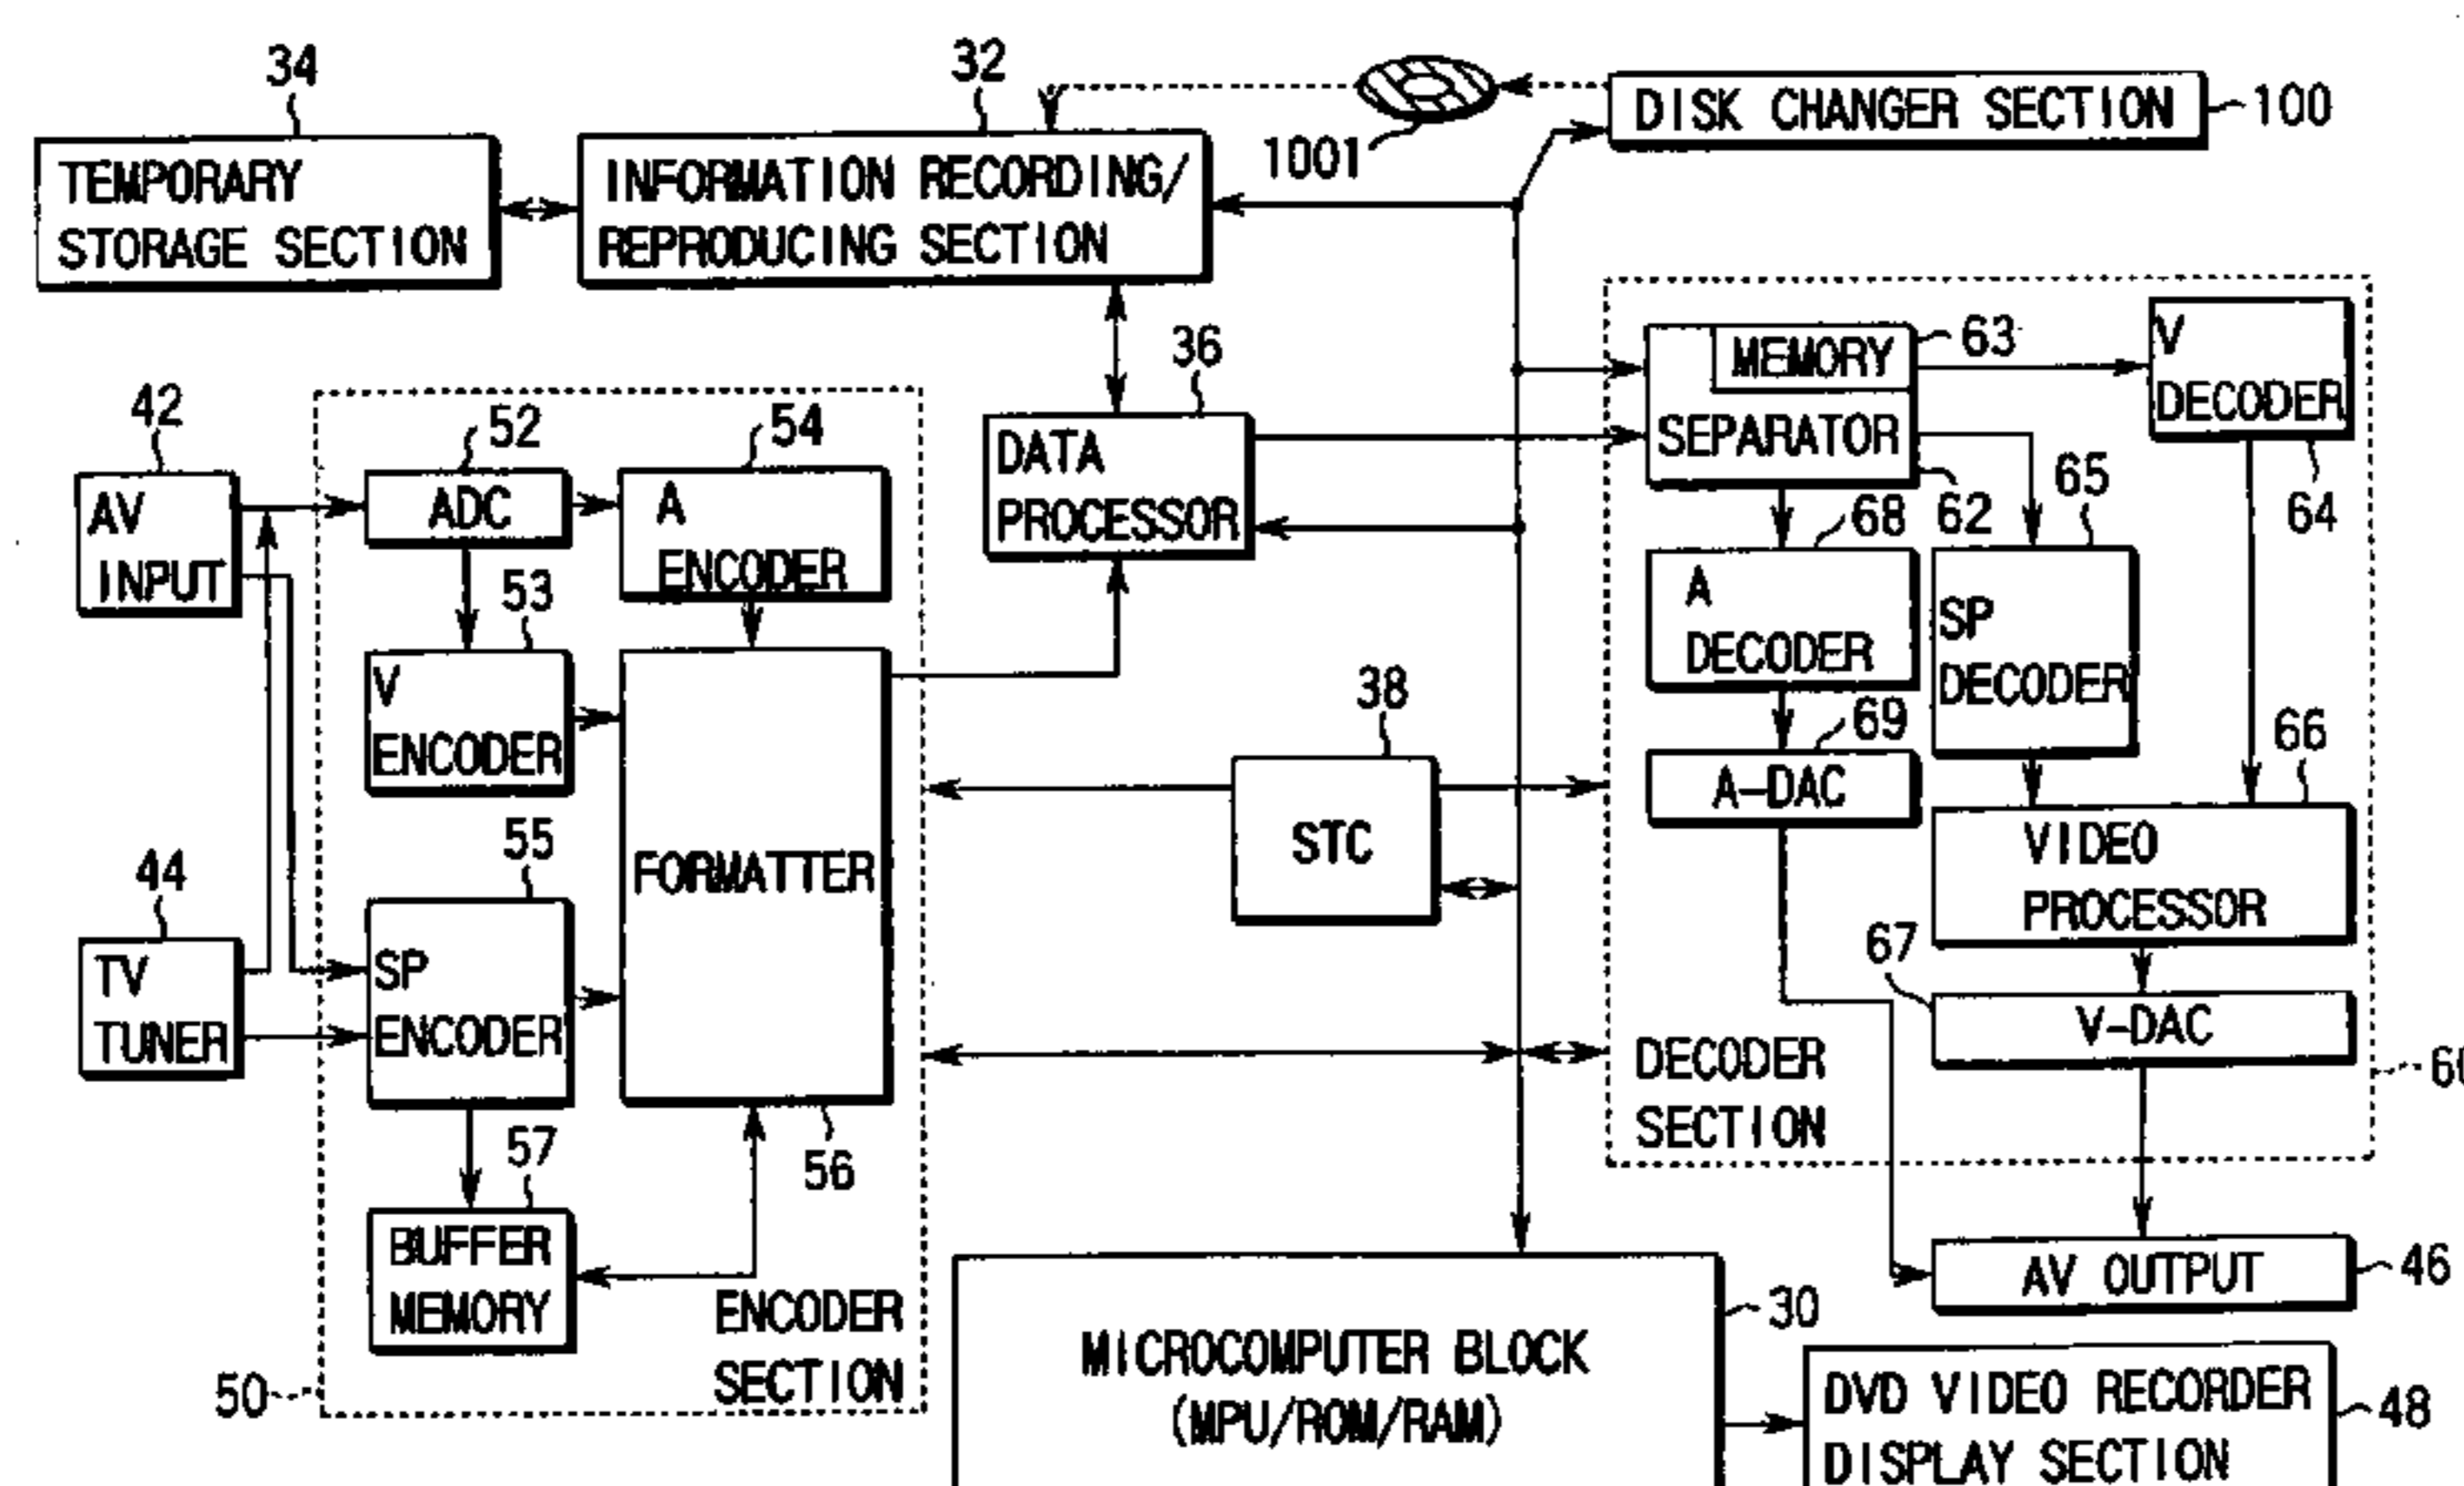 34
32
1001
DISK CHANGER SECTION
100
TEMPORARY
STORAGE SECTION
INFORMATION RECORDING/
REPRODUCING SECTION
42
AV
INPUT
44
TV
TUNER
52
ADC
54
A
ENCODER
53
V
ENCODER
55
SP
ENCODER
FORMATTER
56
57
BUFFER
MEMORY
ENCODER
SECTION
50
36
DATA
PROCESSOR
38
STC
MEMORY
63
SEPARATOR
62
V
DECODER
64
68
A
DECODER
65
SP
DECODER
69
A-DAC
66
VIDEO
PROCESSOR
67
V-DAC
DECODER
SECTION
AV OUTPUT
46
MICROCOMPUTER BLOCK
(MPU/ROM/RAM)
30
DVD VIDEO RECORDER
DISPLAY SECTION
48